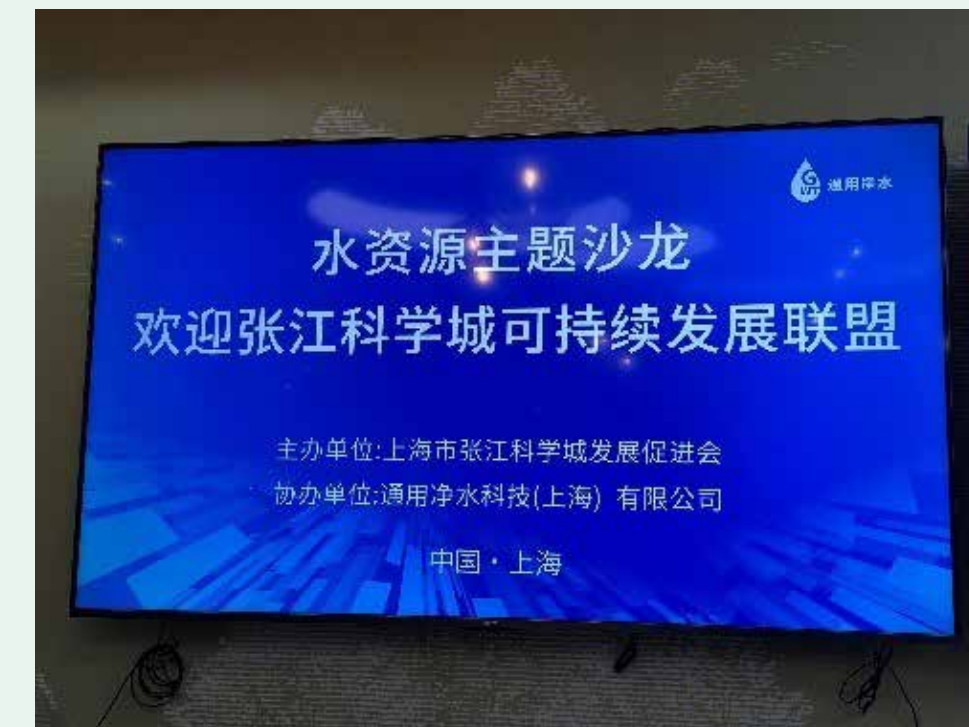 GWT 通用净水
水资源主题沙龙
欢迎张江科学城可持续发展联盟
主办单位:上海市张江科学城发展促进会
协办单位:通用净水科技(上海) 有限公司
中国·上海